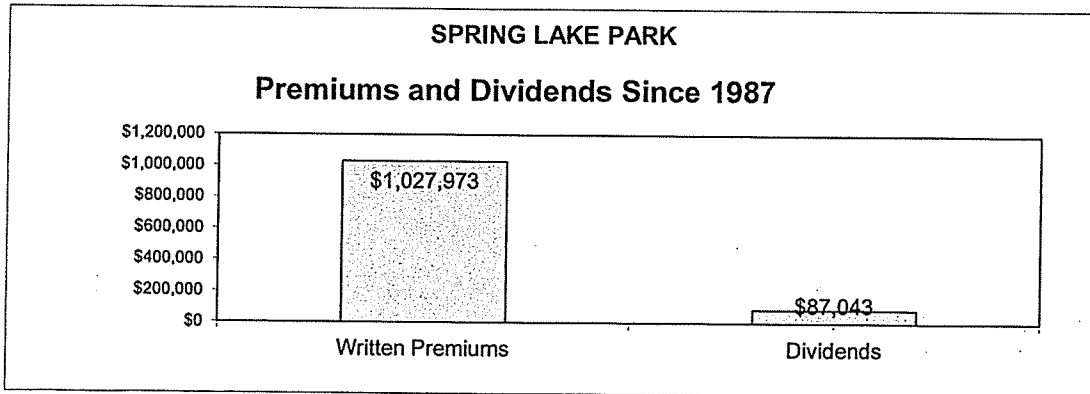 SPRING LAKE PARK
Premiums and Dividends Since 1987
$1,200,000
$1,000,000
$800,000
$600,000
$400,000
$200,000
$0
$1,027,973
$87,043
Written Premiums
Dividends